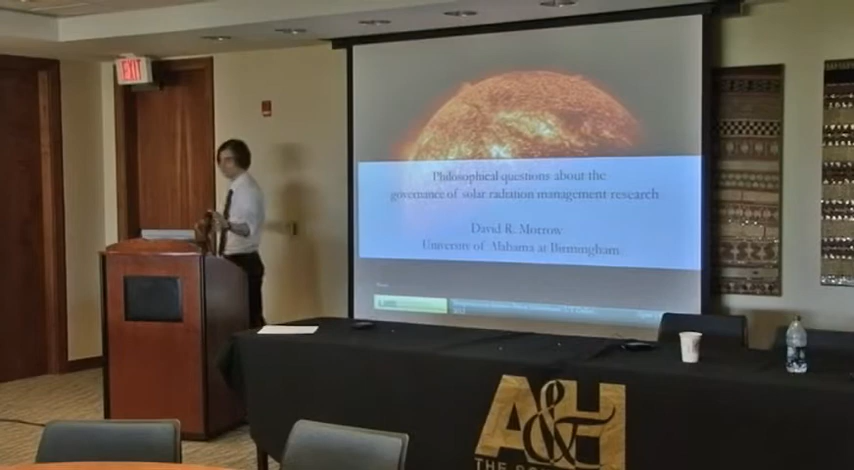 EXIT
Philosophical questions about the
governance of solar radiation management research
David R. Morrow
University of Alabama at Birmingham
A&H